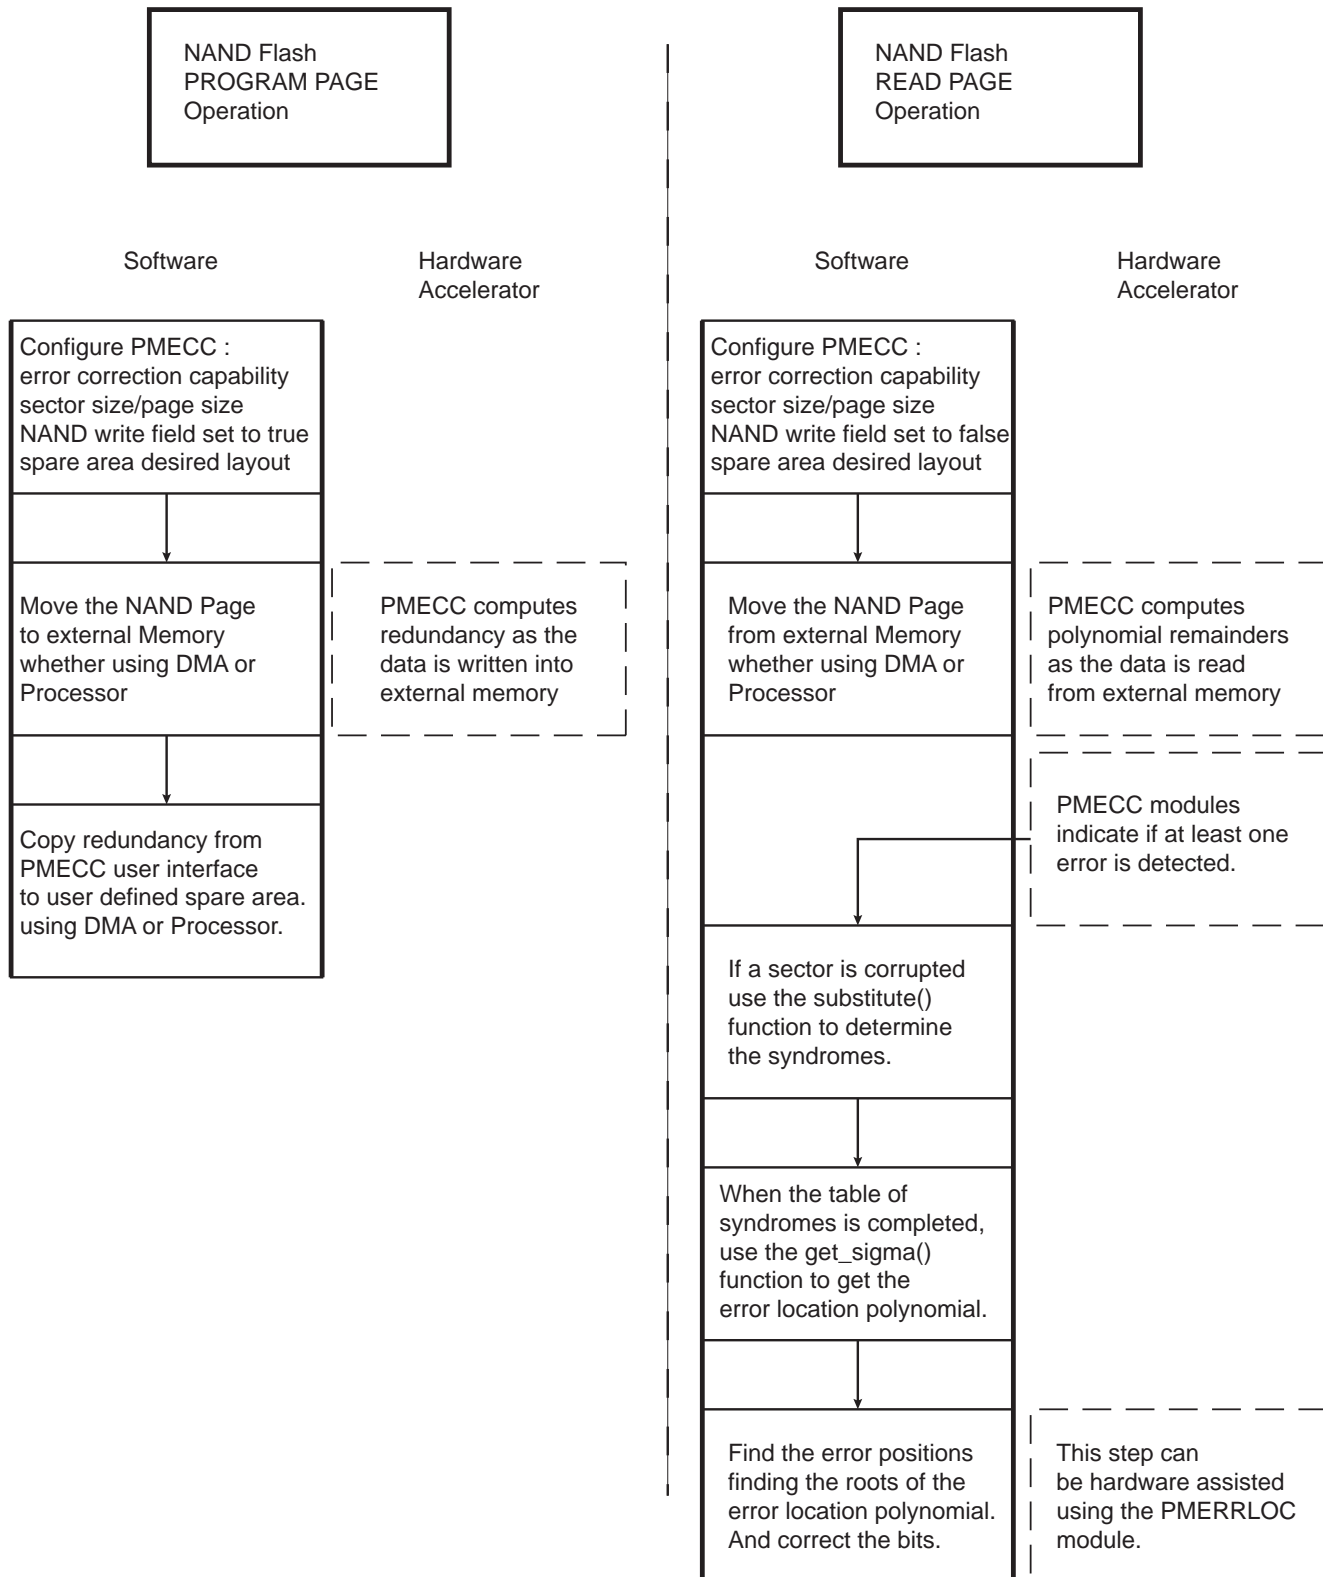 NAND Flash
PROGRAM PAGE
Operation
Software
Hardware
Accelerator
Configure PMECC :
error correction capability
sector size/page size
NAND write field set to true
spare area desired layout
Move the NAND Page
to external Memory
whether using DMA or
Processor
PMECC computes
redundancy as the
data is written into
external memory
Copy redundancy from
PMECC user interface
to user defined spare area.
using DMA or Processor.
NAND Flash
READ PAGE
Operation
Software
Hardware
Accelerator
Configure PMECC :
error correction capability
sector size/page size
NAND write field set to false
spare area desired layout
Move the NAND Page
from external Memory
whether using DMA or
Processor
PMECC computes
polynomial remainders
as the data is read
from external memory
PMECC modules
indicate if at least one
error is detected.
If a sector is corrupted
use the substitute()
function to determine
the syndromes.
When the table of
syndromes is completed,
use the get_sigma()
function to get the
error location polynomial.
Find the error positions
finding the roots of the
error location polynomial.
And correct the bits.
This step can
be hardware assisted
using the PMERRLOC
module.